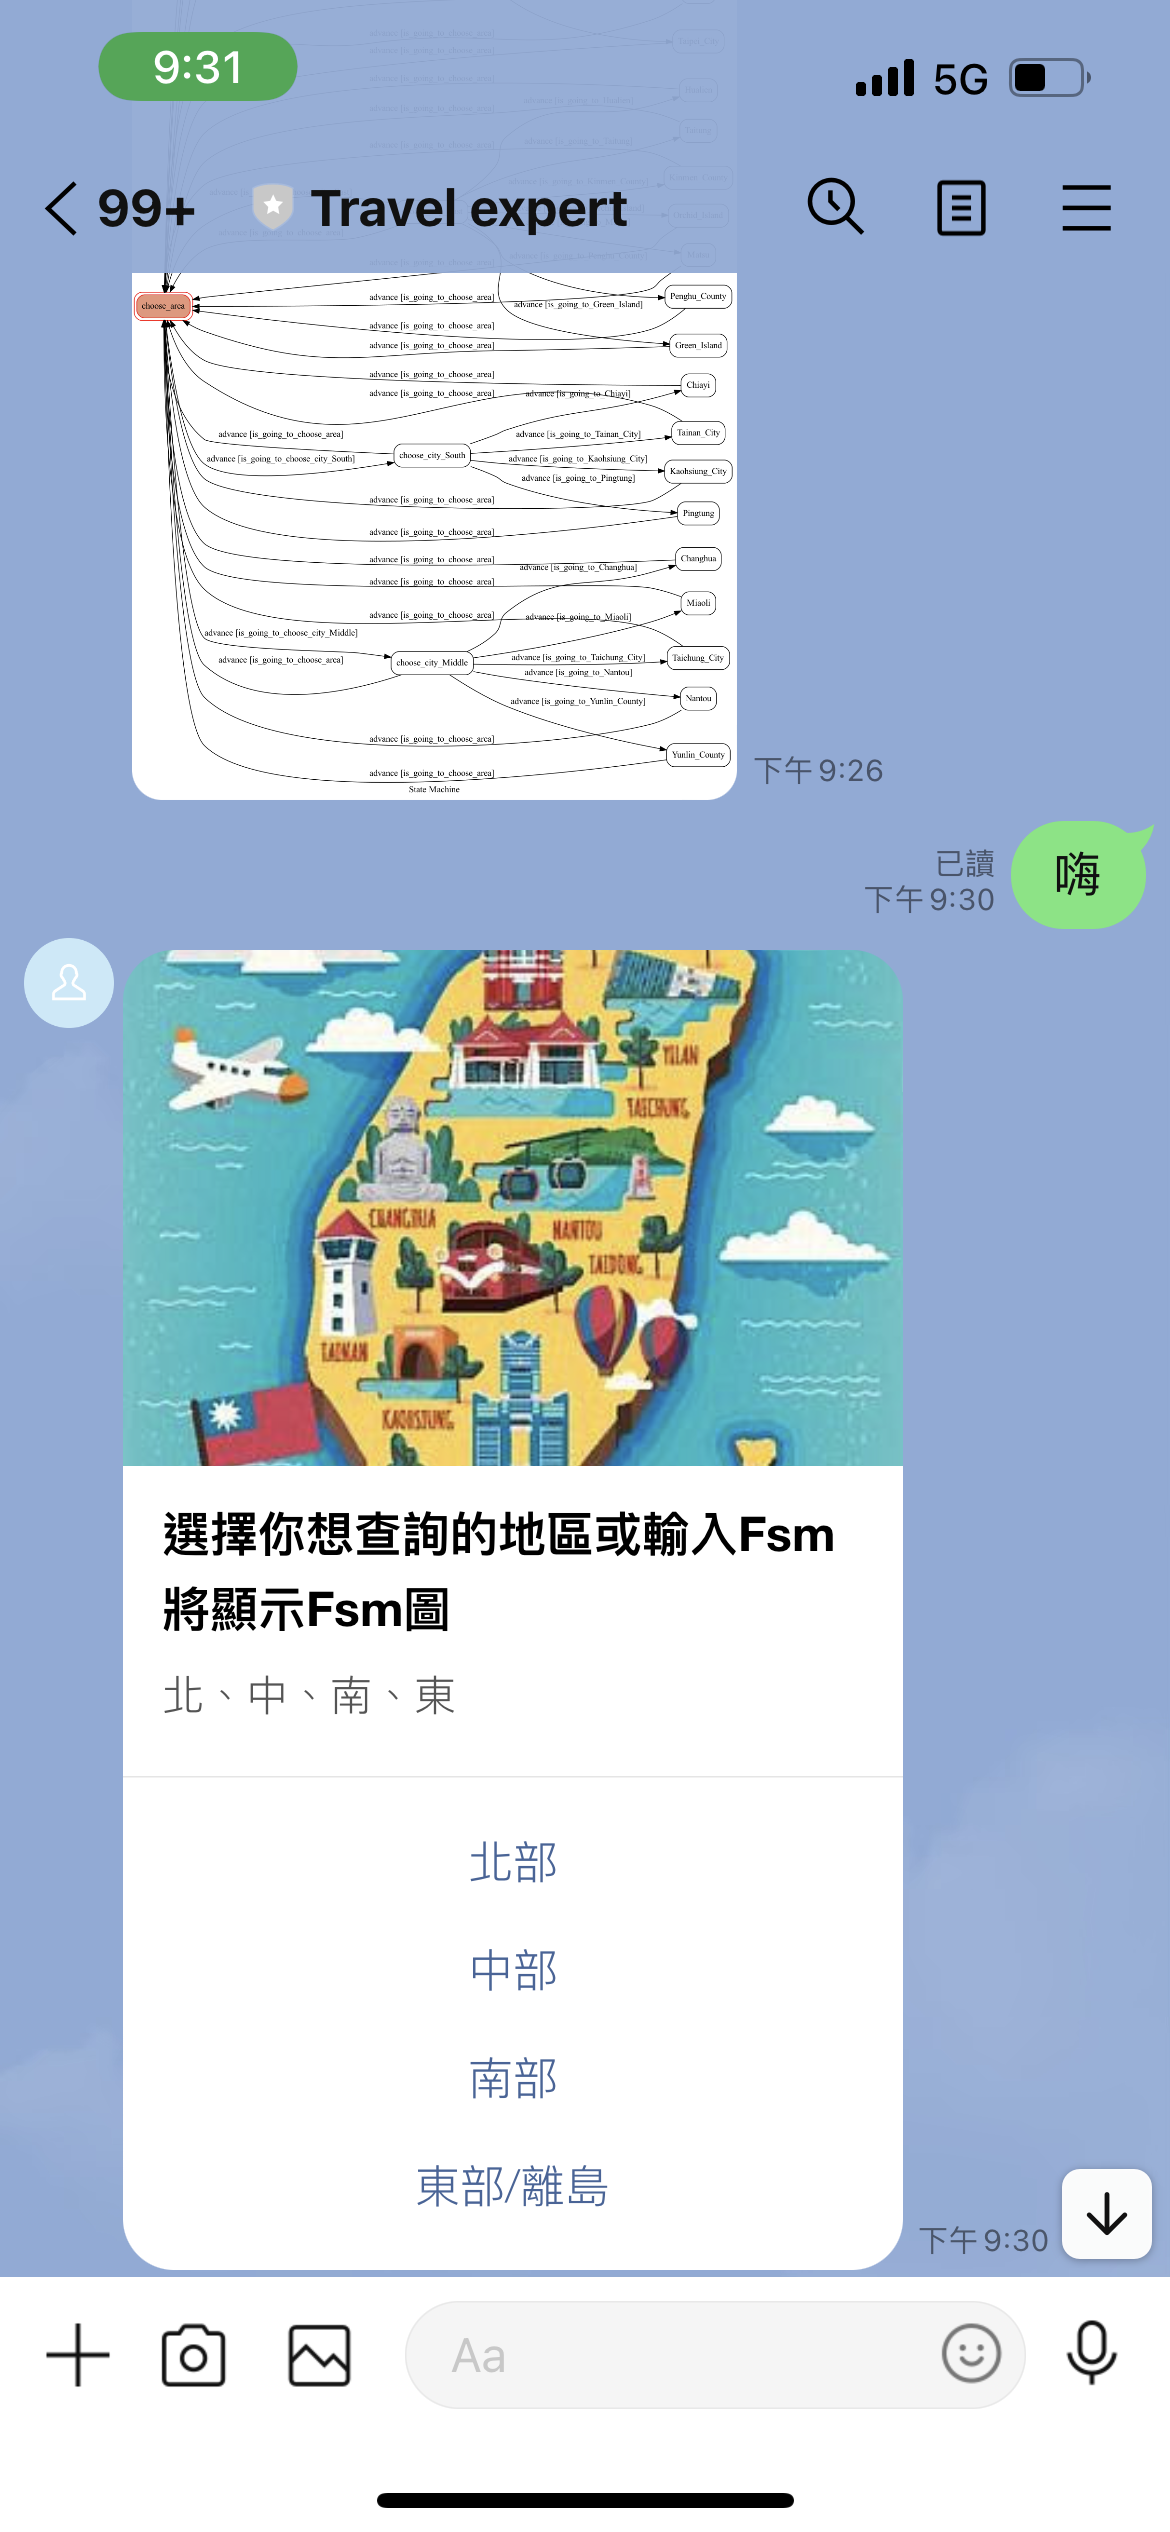 9:31
5G
99+
Travel expert
advance [is_going_to_choose_area]
choose_area
advance [is_going_to_choose_area]
advance [is_going_to_Green_Island]
Penghu_County
advance [is_going_to_choose_area]
advance [is_going_to_choose_area]
Green_Island
advance [is_going_to_choose_area]
Chiayi
advance [is_going_to_choose_area]
advance [is_going_to_Chiayi]
advance [is_going_to_choose_area]
advance [is_going_to_Tainan_City]
Tainan_City
advance [is_going_to_choose_city_South]
choose_city_South
advance [is_going_to_Kaohsiung_City]
Kaohsiung_City
advance [is_going_to_Pingtung]
advance [is_going_to_choose_area]
Pingtung
advance [is_going_to_choose_area]
advance [is_going_to_choose_area]
advance [is_going_to_Changhua]
Changhua
advance [is_going_to_choose_area]
Miaoli
advance [is_going_to_choose_area]
advance [is_going_to_Miaoli]
advance [is_going_to_choose_city_Middle]
advance [is_going_to_choose_area]
choose_city_Middle
advance [is_going_to_Taichung_City]
Taichung_City
advance [is_going_to_Nantou]
Nantou
advance [is_going_to_Yunlin_County]
advance [is_going_to_choose_area]
Yunlin_County
advance [is_going_to_choose_area]
State Machine
下午 9:26
已讀
下午 9:30
嗨
YILAN
TAICHUNG
CHANGHUA
NANTOU
TAIDONG
TAINAN
KAOHSIUNG
選擇你想查詢的地區或輸入Fsm
將顯示Fsm圖
北、中、南、東
北部
中部
南部
東部/離島
下午 9:30
Aa